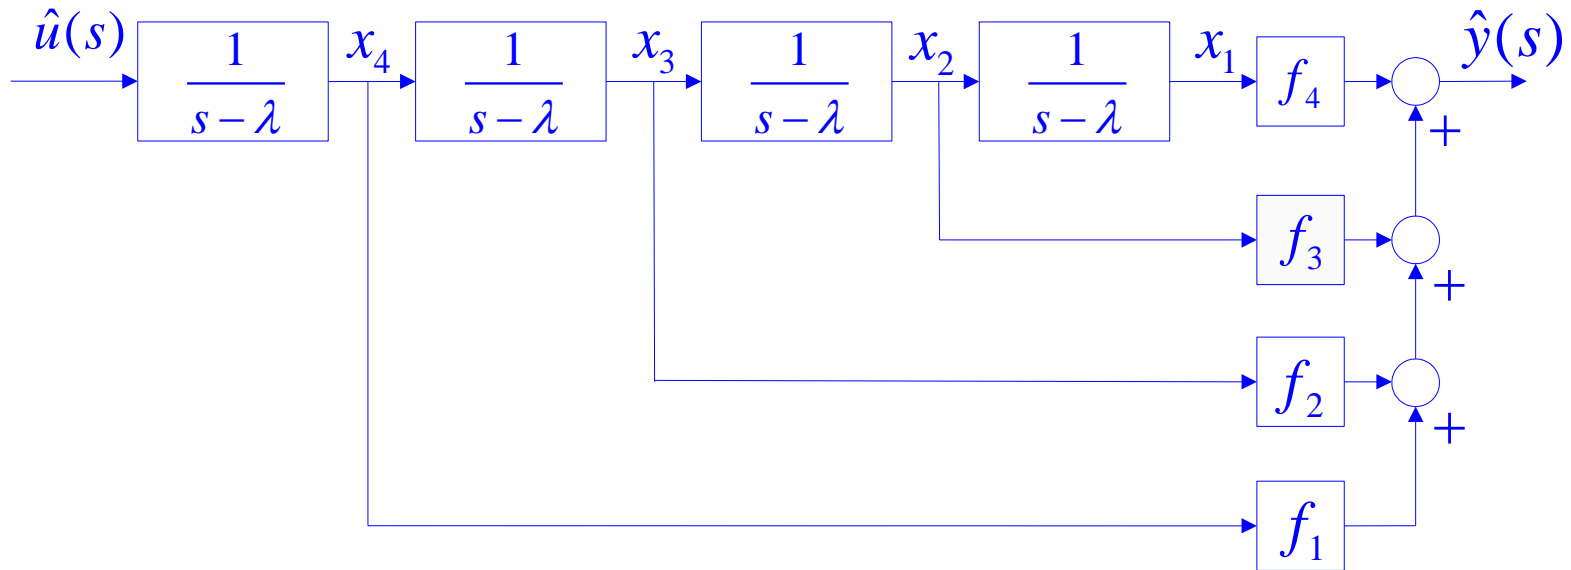 û(s) x₄ x₃ x₂ x₁ ŷ(s)
1/(s−λ) 1/(s−λ) 1/(s−λ) 1/(s−λ) f₄
+
f₃
+
f₂
+
f₁